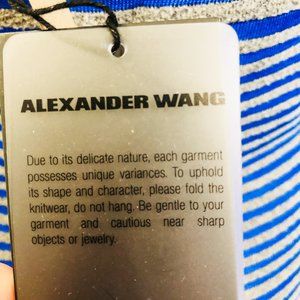 ALEXANDER WANG
Due to its delicate nature, each garment
possesses unique variances. To uphold
its shape and character, please fold the
knitwear, do not hang. Be gentle to your
garment and cautious near sharp
objects or jewelry.